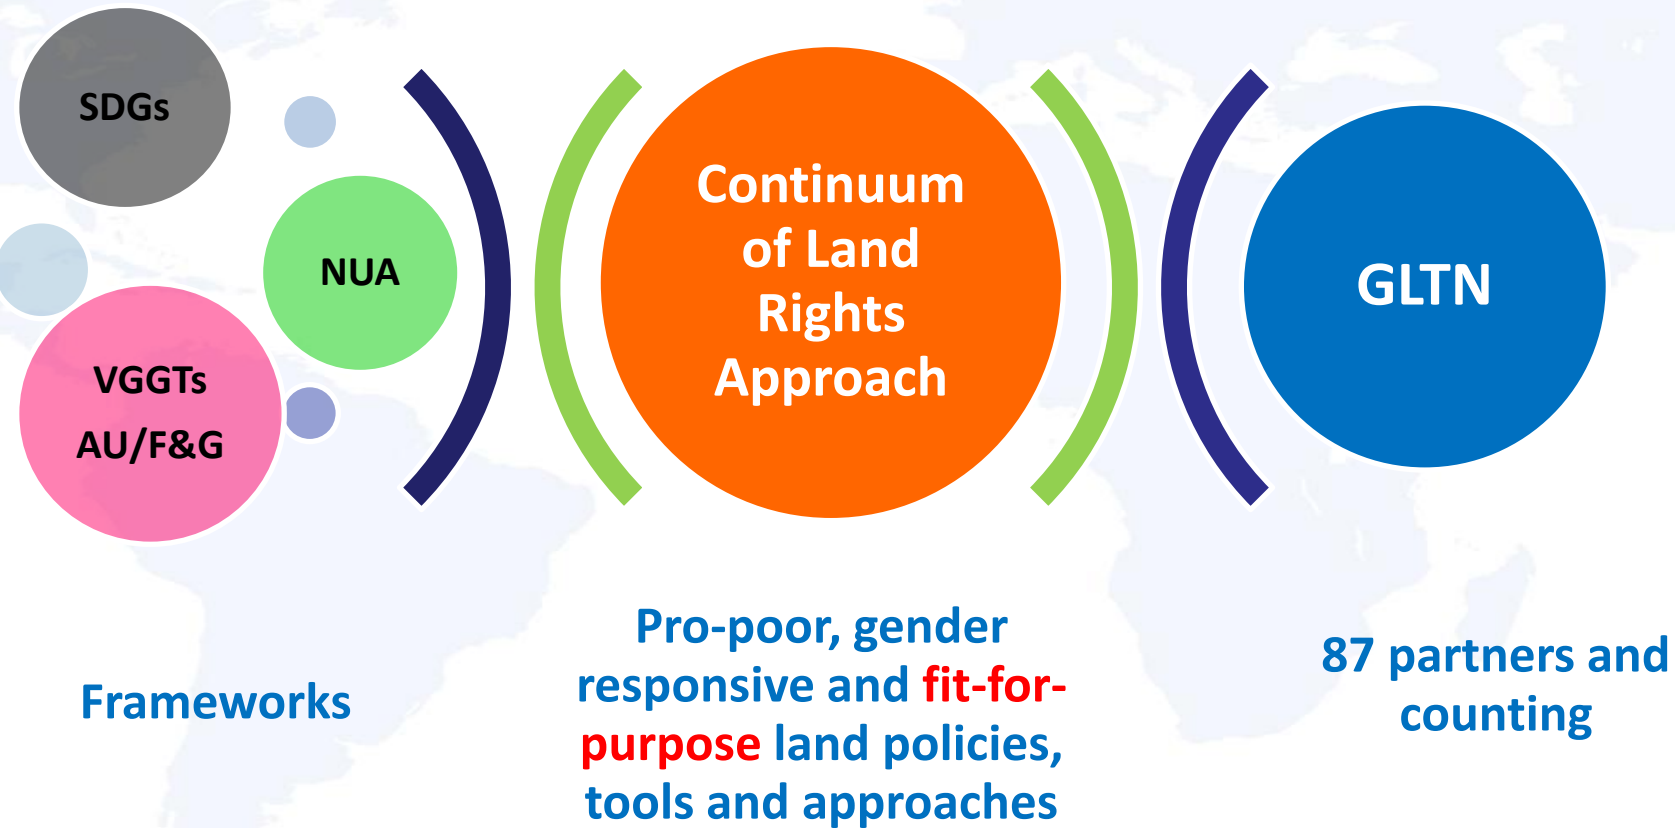 SDGs
NUA
VGGTs
AU/F&G
Frameworks
Continuum
of Land
Rights
Approach
Pro-poor, gender
responsive and fit-for-
purpose land policies,
tools and approaches
GLTN
87 partners and
counting